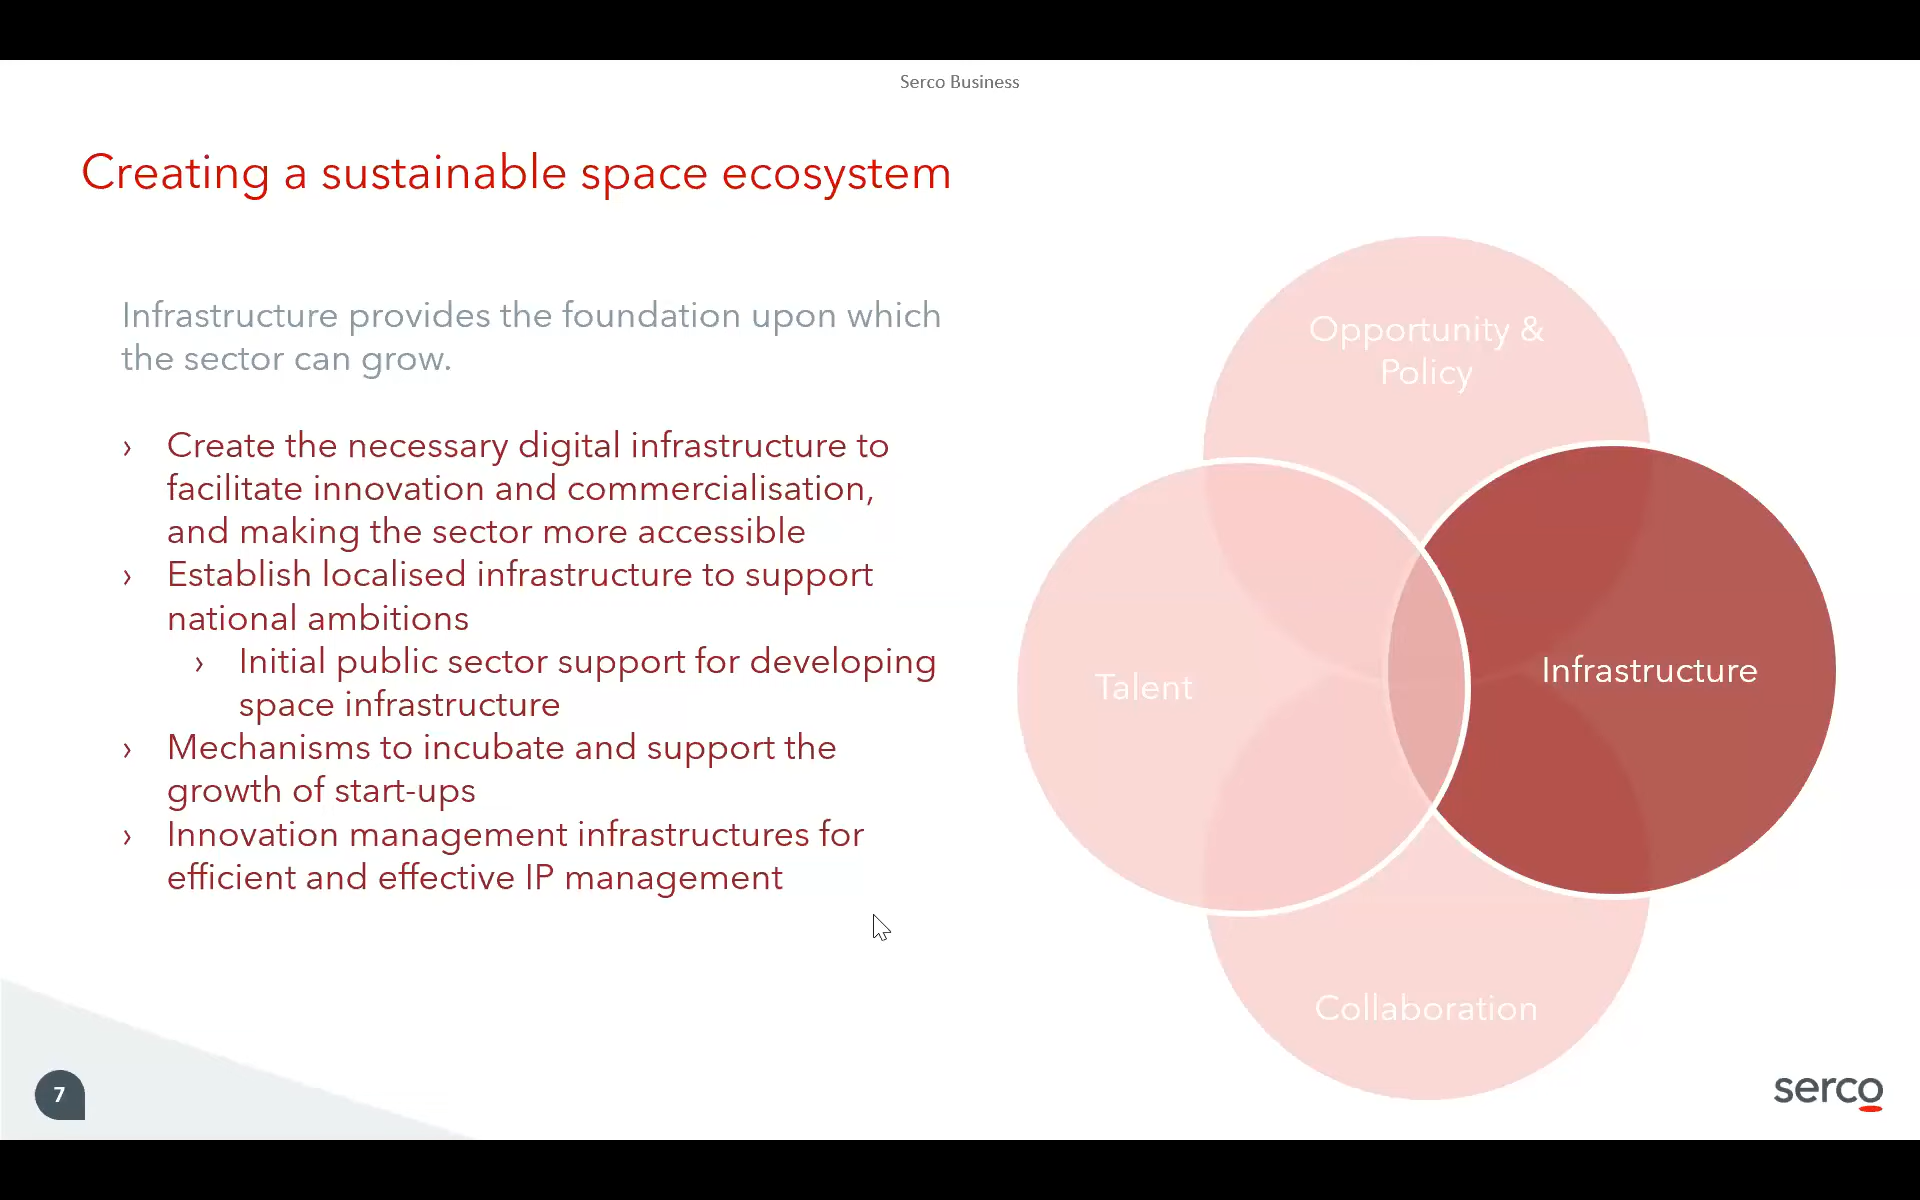 Serco Business
Creating a sustainable space ecosystem
Infrastructure provides the foundation upon which
the sector can grow.
› Create the necessary digital infrastructure to
facilitate innovation and commercialisation,
and making the sector more accessible
› Establish localised infrastructure to support
national ambitions
› Initial public sector support for developing
space infrastructure
› Mechanisms to incubate and support the
growth of start-ups
› Innovation management infrastructures for
efficient and effective IP management
Opportunity &
Policy
Talent
Infrastructure
Collaboration
7
serco